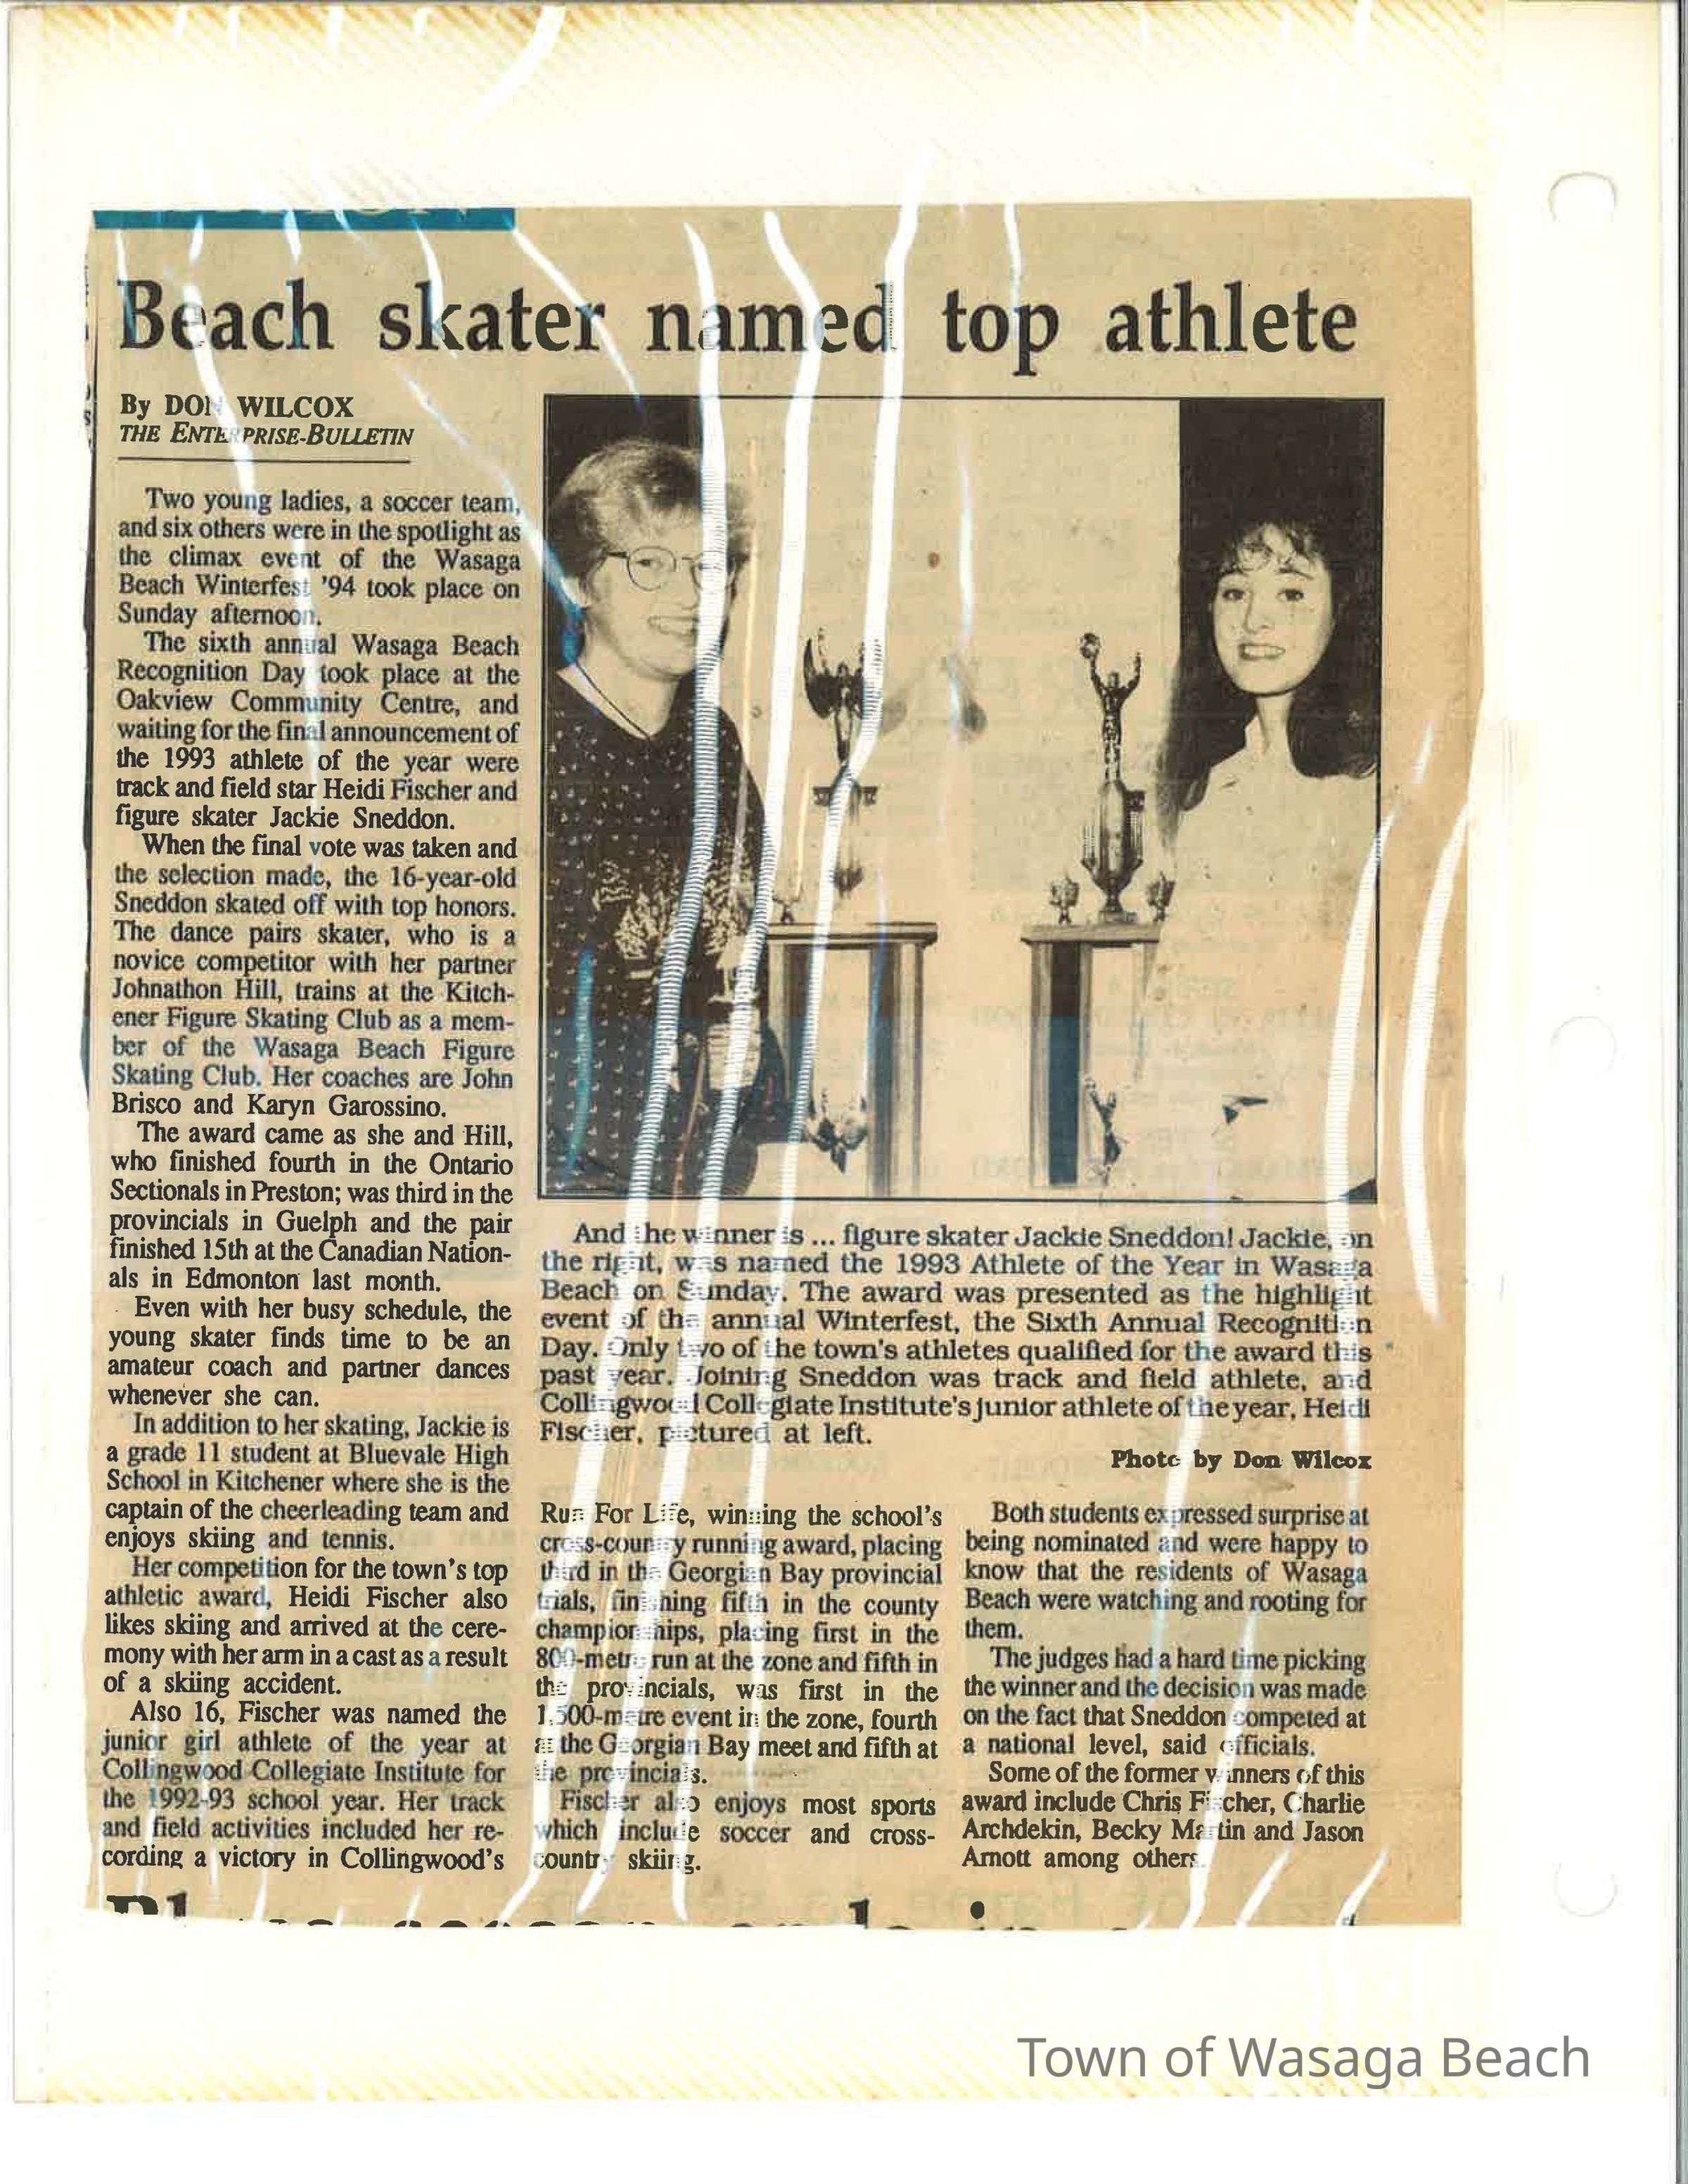 Beach skater named top athlete
By DON WILCOX
THE ENTERPRISE-BULLETIN
Two young ladies, a soccer team,
and six others were in the spotlight as
the climax event of the Wasaga
Beach Winterfest '94 took place on
Sunday afternoon.
The sixth annual Wasaga Beach
Recognition Day took place at the
Oakview Community Centre, and
waiting for the final announcement of
the 1993 athlete of the year were
track and field star Heidi Fischer and
figure skater Jackie Sneddon.
When the final vote was taken and
the selection made, the 16-year-old
Sneddon skated off with top honors.
The dance pairs skater, who is a
novice competitor with her partner
Johnathon Hill, trains at the Kitch-
ener Figure Skating Club as a mem-
ber of the Wasaga Beach Figure
Skating Club. Her coaches are John
Brisco and Karyn Garossino.
The award came as she and Hill,
who finished fourth in the Ontario
Sectionals in Preston; was third in the
provincials in Guelph and the pair
finished 15th at the Canadian Nation-
als in Edmonton last month.
Even with her busy schedule, the
young skater finds time to be an
amateur coach and partner dances
whenever she can.
In addition to her skating, Jackie is
a grade 11 student at Bluevale High
School in Kitchener where she is the
captain of the cheerleading team and
enjoys skiing and tennis.
Her competition for the town's top
athletic award, Heidi Fischer also
likes skiing and arrived at the cere-
mony with her arm in a cast as a result
of a skiing accident.
Also 16, Fischer was named the
junior girl athlete of the year at
Collingwood Collegiate Institute for
the 1992-93 school year. Her track
and field activities included her re-
cording a victory in Collingwood's
And the winner is ... figure skater Jackie Sneddon! Jackie, on
the right, was named the 1993 Athlete of the Year in Wasaga
Beach on Sunday. The award was presented as the highlight
event of the annual Winterfest, the Sixth Annual Recognition
Day. Only two of the town's athletes qualified for the award this
past year. Joining Sneddon was track and field athlete, and
Collingwood Collegiate Institute's junior athlete of the year, Heidi
Fischer, pictured at left.
Photo by Don Wilcox
Run For Life, winning the school's
cross-country running award, placing
third in the Georgian Bay provincial
trials, finishing fifth in the county
championships, placing first in the
800-metre run at the zone and fifth in
the provincials, was first in the
1,500-metre event in the zone, fourth
at the Georgian Bay meet and fifth at
the provincials.
Fischer also enjoys most sports
which include soccer and cross-
country skiing.
Both students expressed surprise at
being nominated and were happy to
know that the residents of Wasaga
Beach were watching and rooting for
them.
The judges had a hard time picking
the winner and the decision was made
on the fact that Sneddon competed at
a national level, said officials.
Some of the former winners of this
award include Chris Fischer, Charlie
Archdekin, Becky Martin and Jason
Arnott among others.
Town of Wasaga Beach